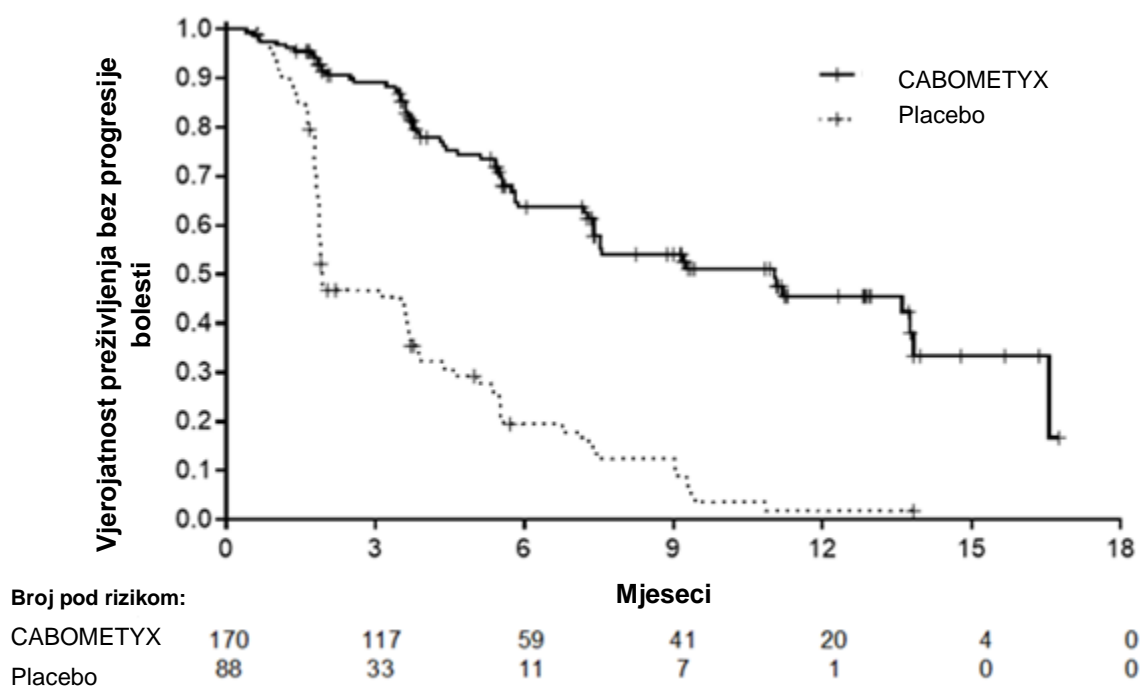 Vjerojatnost preživljenja bez progresije
bolesti
1.0
0.9
0.8
0.7
0.6
0.5
0.4
0.3
0.2
0.1
0.0
CABOMETYX
Placebo
0 3 6 9 12 15 18
Mjeseci
Broj pod rizikom:
CABOMETYX 170 117 59 41 20 4 0
Placebo 88 33 11 7 1 0 0